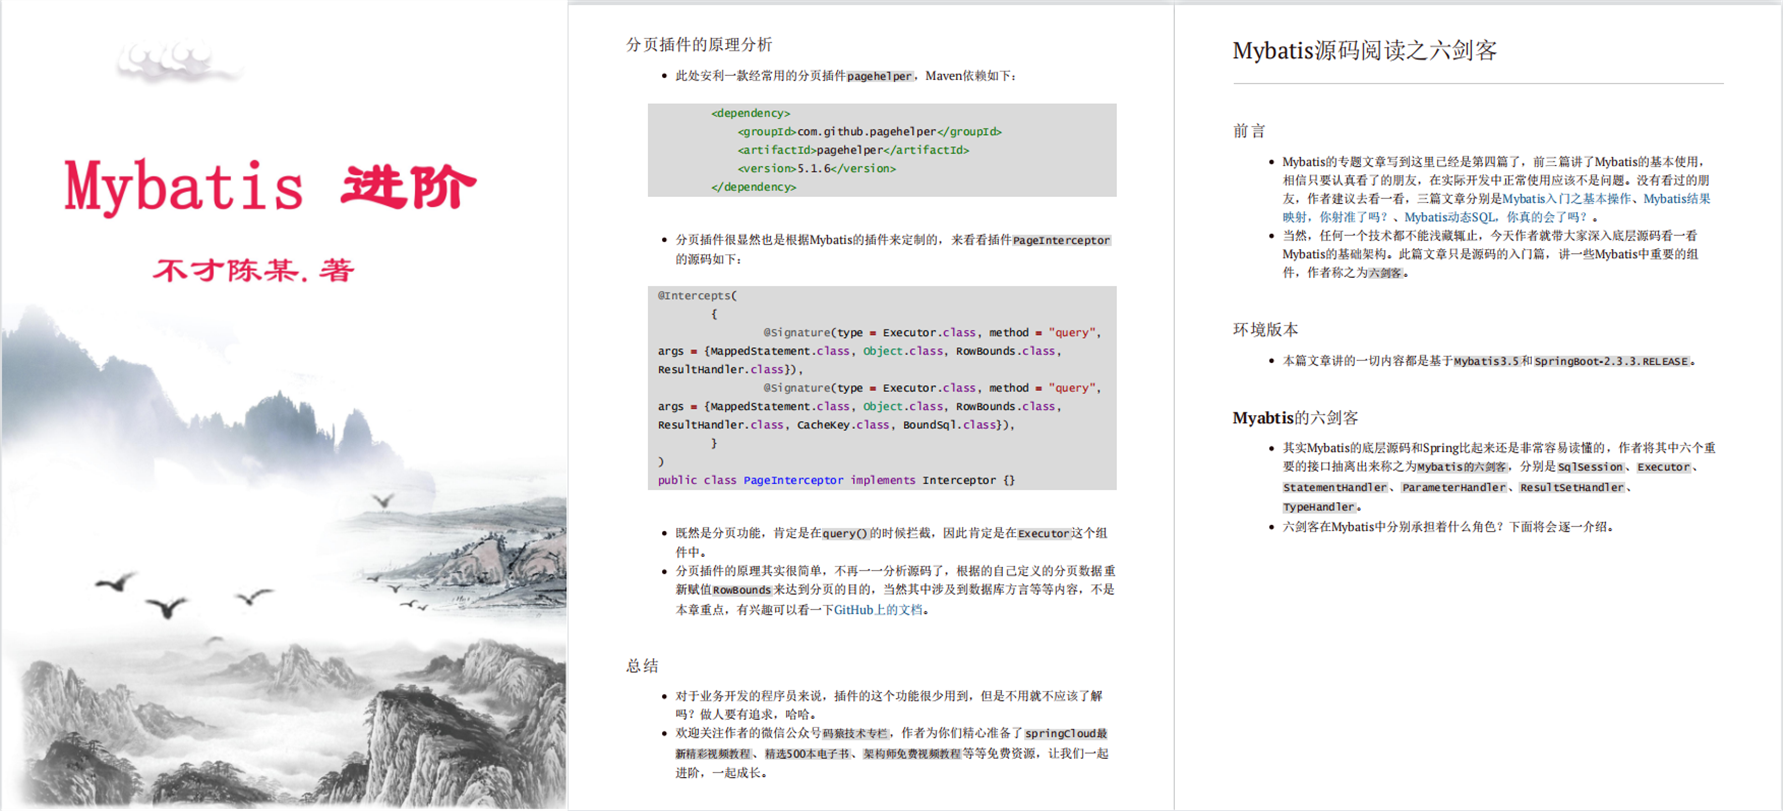 Mybatis 进阶
不才陈某.著
分页插件的原理分析
此处安利一款经常用的分页插件pagehelper，Maven依赖如下：
<dependency>
<groupId>com.github.pagehelper</groupId>
<artifactId>pagehelper</artifactId>
<version>5.1.6</version>
</dependency>
分页插件很显然也是根据Mybatis的插件来定制的，来看看插件PageInterceptor
的源码如下：
@Intercepts(
{
@Signature(type = Executor.class, method = "query",
args = {MappedStatement.class, Object.class, RowBounds.class,
ResultHandler.class}),
@Signature(type = Executor.class, method = "query",
args = {MappedStatement.class, Object.class, RowBounds.class,
ResultHandler.class, CacheKey.class, BoundSql.class}),
}
)
public class PageInterceptor implements Interceptor {}
既然是分页功能，肯定是在query()的时候拦截，因此肯定是在Executor这个组
件中。
分页插件的原理其实很简单，不再一一分析源码了，根据的自己定义的分页数据重
新赋值RowBounds来达到分页的目的，当然其中涉及到数据库方言等等内容，不是
本章重点，有兴趣可以看一下GitHub上的文档。
总结
对于业务开发的程序员来说，插件的这个功能很少用到，但是不用就不应该了解
吗？做人要有追求，哈哈。
欢迎关注作者的微信公众号码猿技术专栏，作者为你们精心准备了springCloud最
新精彩视频教程、精选500本电子书、架构师免费视频教程等等免费资源，让我们一起
进阶，一起成长。
Mybatis源码阅读之六剑客
前言
Mybatis的专题文章写到这里已经是第四篇了，前三篇讲了Mybatis的基本使用，
相信只要认真看了的朋友，在实际开发中正常使用应该不是问题。没有看过的朋
友，作者建议去看一看，三篇文章分别是Mybatis入门之基本操作、Mybatis结果
映射，你射准了吗？、Mybatis动态SQL，你真的会了吗？。
当然，任何一个技术都不能浅藏辄止，今天作者就带大家深入底层源码看一看
Mybatis的基础架构。此篇文章只是源码的入门篇，讲一些Mybatis中重要的组
件，作者称之为六剑客。
环境版本
本篇文章讲的一切内容都是基于Mybatis3.5和SpringBoot-2.3.3.RELEASE。
Myabtis的六剑客
其实Mybatis的底层源码和Spring比起来还是非常容易读懂的，作者将其中六个重
要的接口抽离出来称之为Mybatis的六剑客，分别是SqlSession、Executor、
StatementHandler、ParameterHandler、ResultSetHandler、
TypeHandler。
六剑客在Mybatis中分别承担着什么角色？下面将会逐一介绍。